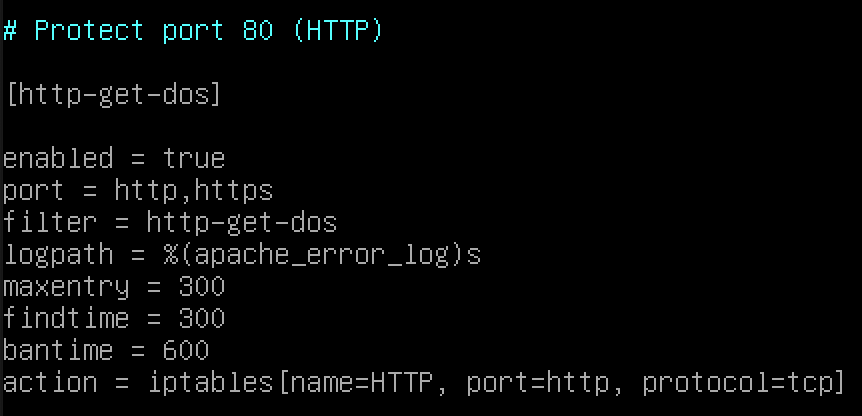 # Protect port 80 (HTTP)
[http-get-dos]
enabled = true
port = http,https
filter = http-get-dos
logpath = %(apache_error_log)s
maxentry = 300
findtime = 300
bantime = 600
action = iptables[name=HTTP, port=http, protocol=tcp]